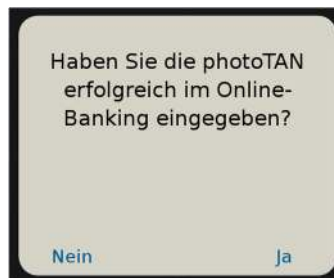 Haben Sie die photoTAN
erfolgreich im Online-
Banking eingegeben?
Nein Ja